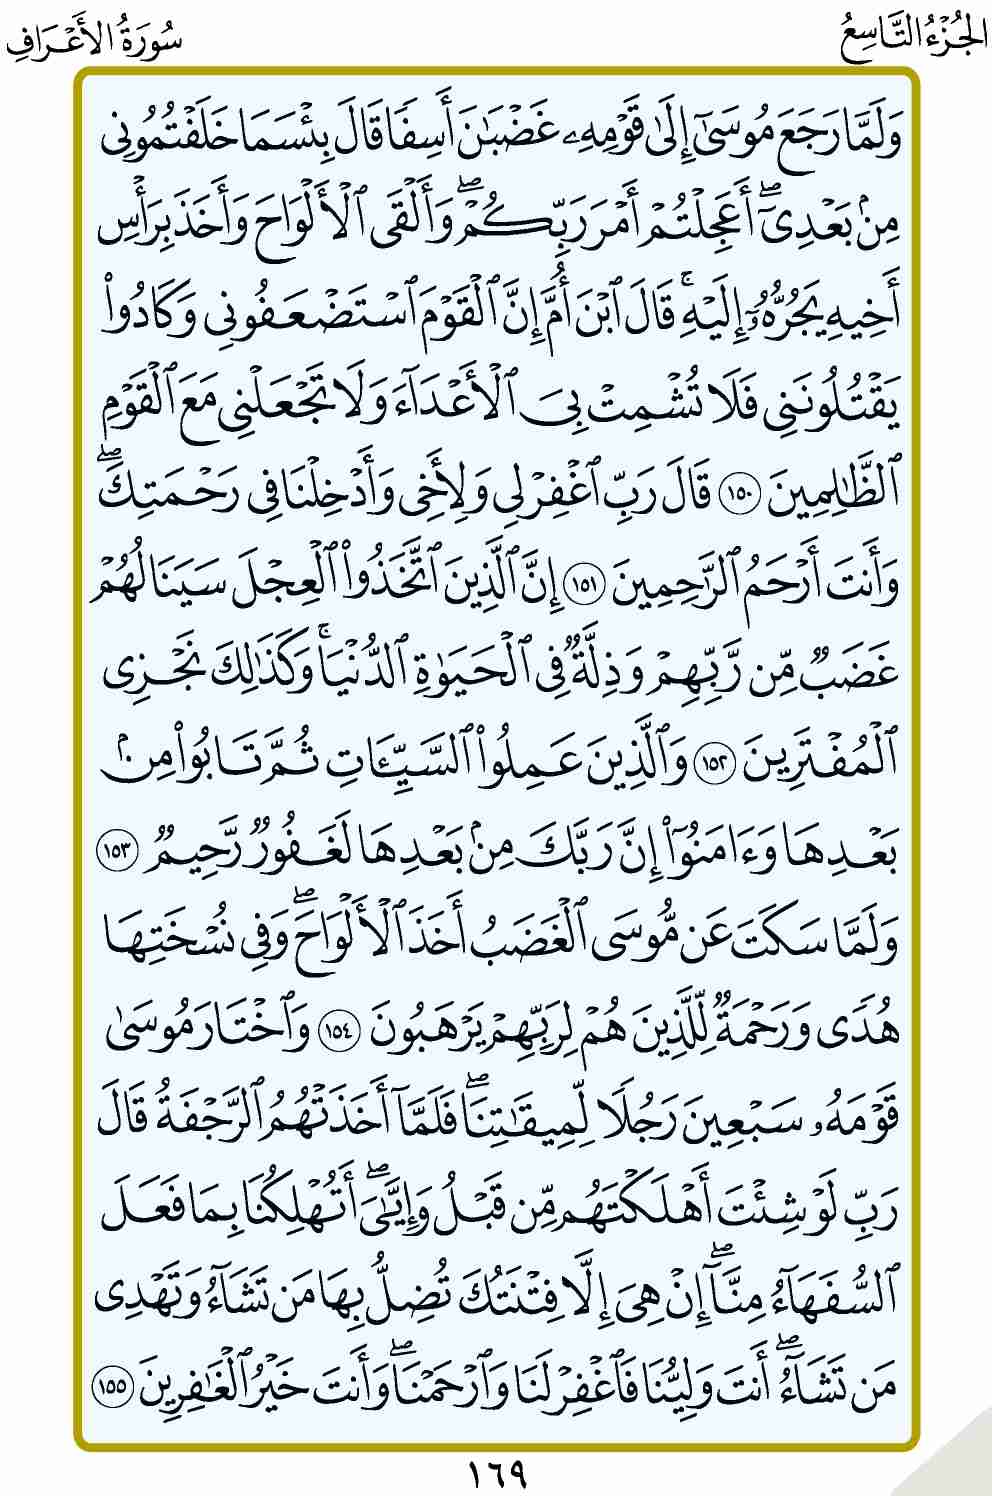 الجُزْءُ التَّاسِعُ
سُورَةُ الأَعْرَافِ
وَلَمَّا رَجَعَ مُوسَىٰٓ إِلَىٰ قَوْمِهِۦ غَضْبَٰنَ أَسِفٗا قَالَ بِئْسَمَا خَلَفْتُمُونِي
مِنۢ بَعْدِيٓۖ أَعَجِلْتُمْ أَمْرَ رَبِّكُمْۖ وَأَلْقَى ٱلْأَلْوَاحَ وَأَخَذَ بِرَأْسِ
أَخِيهِ يَجُرُّهُۥٓ إِلَيْهِۚ قَالَ ٱبْنَ أُمَّ إِنَّ ٱلْقَوْمَ ٱسْتَضْعَفُونِي وَكَادُوا۟
يَقْتُلُونَنِي فَلَا تُشْمِتْ بِيَ ٱلْأَعْدَآءَ وَلَا تَجْعَلْنِي مَعَ ٱلْقَوْمِ
ٱلظَّٰلِمِينَ ١٥٠ قَالَ رَبِّ ٱغْفِرْ لِي وَلِأَخِي وَأَدْخِلْنَا فِي رَحْمَتِكَۖ
وَأَنتَ أَرْحَمُ ٱلرَّٰحِمِينَ ١٥١ إِنَّ ٱلَّذِينَ ٱتَّخَذُوا۟ ٱلْعِجْلَ سَيَنَالُهُمْ
غَضَبٞ مِّن رَّبِّهِمْ وَذِلَّةٞ فِي ٱلْحَيَوٰةِ ٱلدُّنْيَاۚ وَكَذَٰلِكَ نَجْزِي
ٱلْمُفْتَرِينَ ١٥٢ وَٱلَّذِينَ عَمِلُوا۟ ٱلسَّيِّـَٔاتِ ثُمَّ تَابُوا۟ مِنۢ
بَعْدِهَا وَءَامَنُوٓا۟ إِنَّ رَبَّكَ مِنۢ بَعْدِهَا لَغَفُورٞ رَّحِيمٞ ١٥٣
وَلَمَّا سَكَتَ عَن مُّوسَى ٱلْغَضَبُ أَخَذَ ٱلْأَلْوَاحَۖ وَفِي نُسْخَتِهَا
هُدٗى وَرَحْمَةٞ لِّلَّذِينَ هُمْ لِرَبِّهِمْ يَرْهَبُونَ ١٥٤ وَٱخْتَارَ مُوسَىٰ
قَوْمَهُۥ سَبْعِينَ رَجُلٗا لِّمِيقَٰتِنَاۖ فَلَمَّآ أَخَذَتْهُمُ ٱلرَّجْفَةُ قَالَ
رَبِّ لَوْ شِئْتَ أَهْلَكْتَهُم مِّن قَبْلُ وَإِيَّٰيَۖ أَتُهْلِكُنَا بِمَا فَعَلَ
ٱلسُّفَهَآءُ مِنَّآۖ إِنْ هِيَ إِلَّا فِتْنَتُكَ تُضِلُّ بِهَا مَن تَشَآءُ وَتَهْدِي
مَن تَشَآءُۖ أَنتَ وَلِيُّنَا فَٱغْفِرْ لَنَا وَٱرْحَمْنَاۖ وَأَنتَ خَيْرُ ٱلْغَٰفِرِينَ ١٥٥
١٦٩